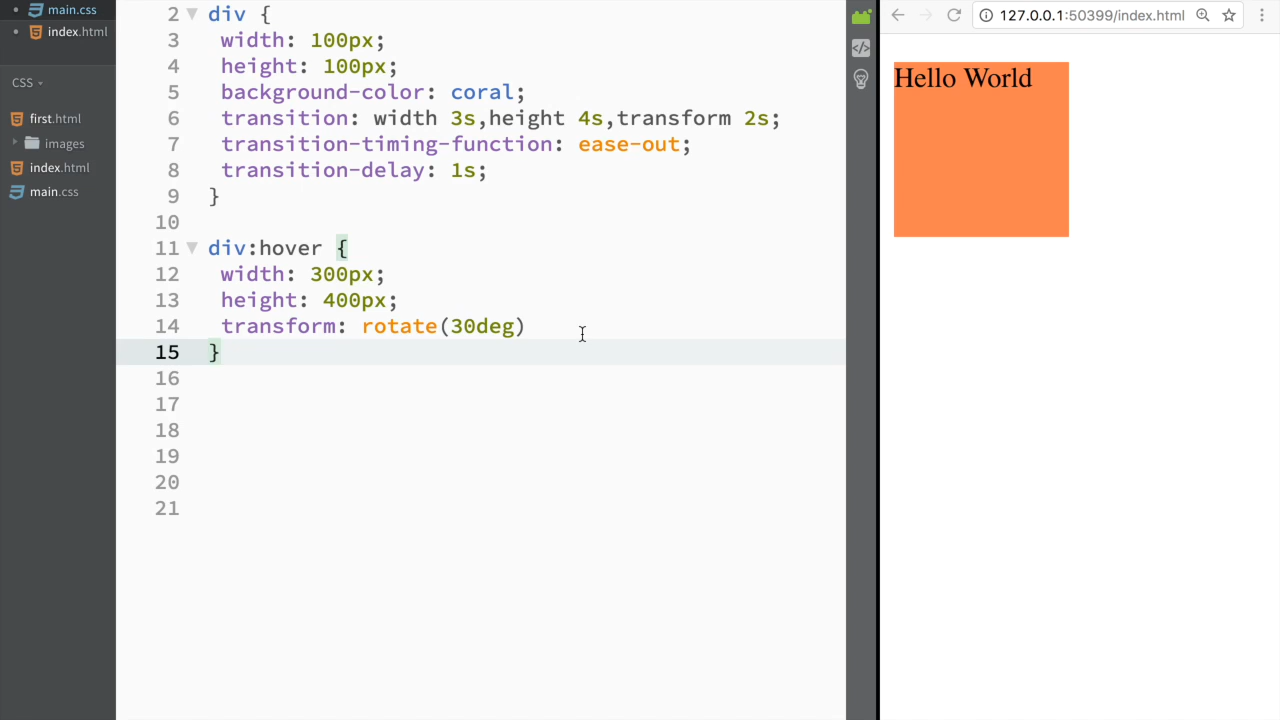 main.css
index.html
CSS
first.html
images
index.html
main.css
2 div {
3 width: 100px;
4 height: 100px;
5 background-color: coral;
6 transition: width 3s,height 4s,transform 2s;
7 transition-timing-function: ease-out;
8 transition-delay: 1s;
9 }
10
11 div:hover {
12 width: 300px;
13 height: 400px;
14 transform: rotate(30deg)
15 }
16
17
18
19
20
21
127.0.0.1:50399/index.html
Hello World